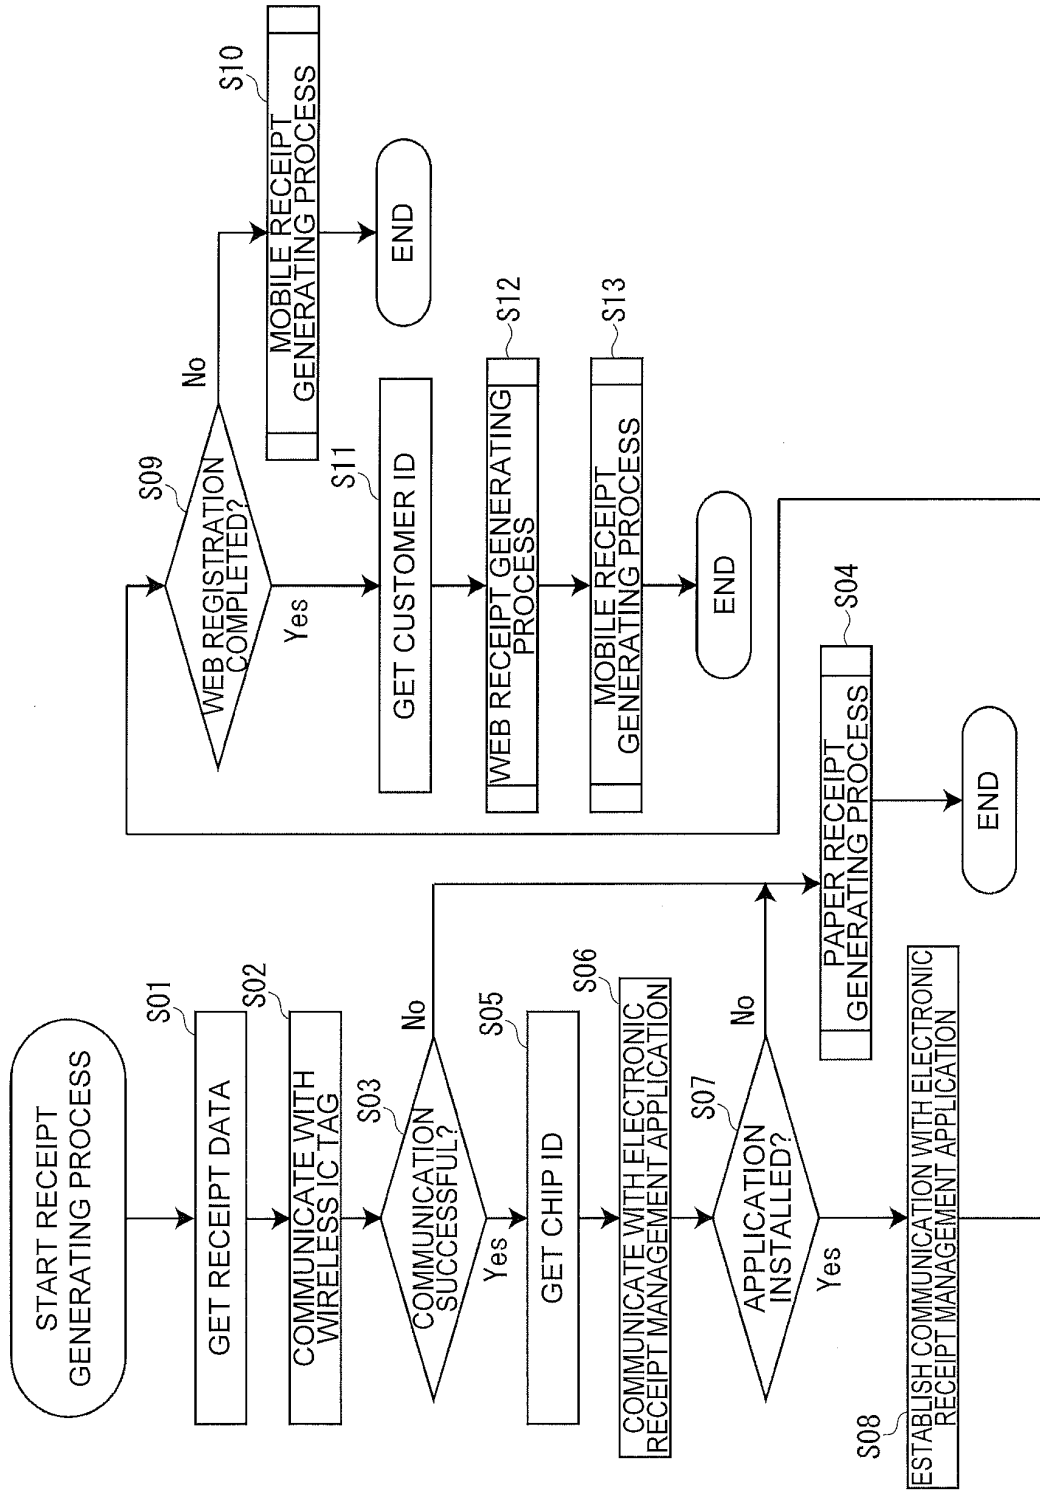 START RECEIPT
GENERATING PROCESS
S01
GET RECEIPT DATA
S02
COMMUNICATE WITH
WIRELESS IC TAG
S03
COMMUNICATION
SUCCESSFUL?
No
Yes
S05
GET CHIP ID
S06
COMMUNICATE WITH ELECTRONIC
RECEIPT MANAGEMENT APPLICATION
S07
APPLICATION
INSTALLED?
No
Yes
S04
PAPER RECEIPT
GENERATING PROCESS
END
S08
ESTABLISH COMMUNICATION WITH ELECTRONIC
RECEIPT MANAGEMENT APPLICATION
S09
WEB REGISTRATION
COMPLETED?
No
Yes
S10
MOBILE RECEIPT
GENERATING PROCESS
END
S11
GET CUSTOMER ID
S12
WEB RECEIPT GENERATING
PROCESS
S13
MOBILE RECEIPT
GENERATING PROCESS
END